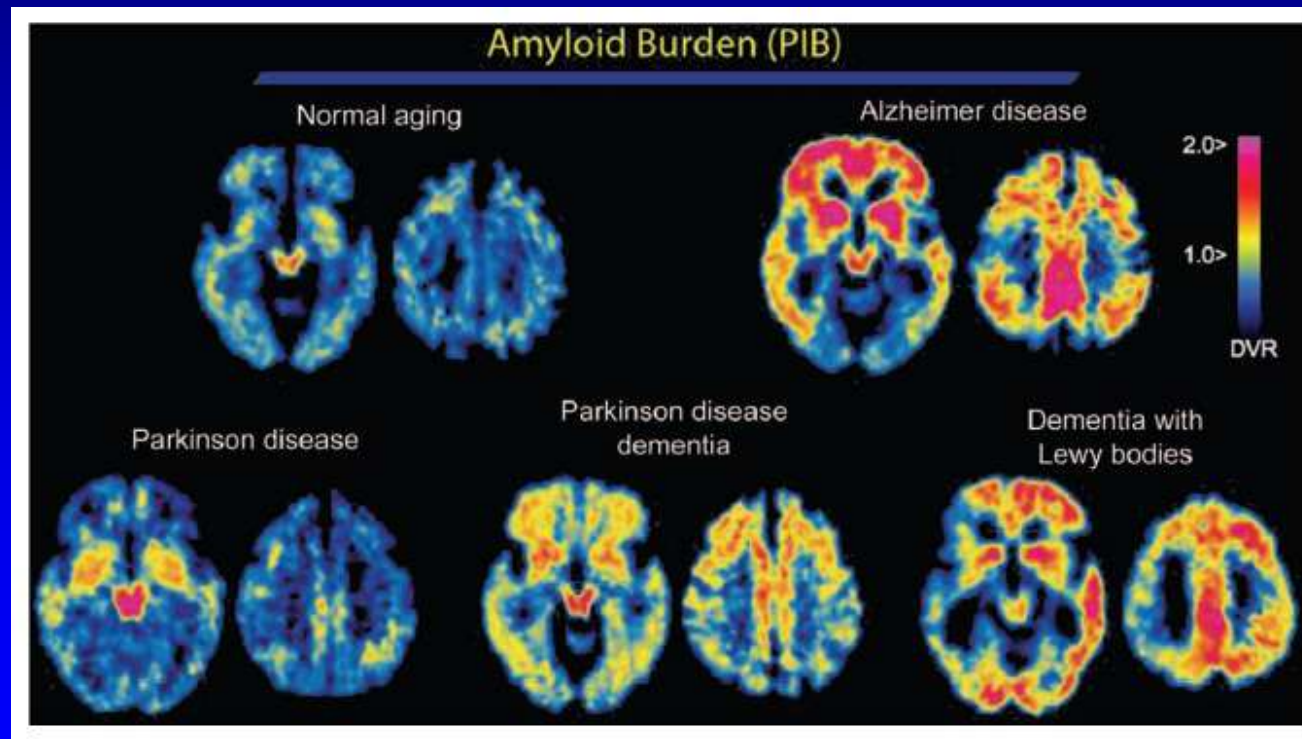 Amyloid Burden (PIB)
Normal aging
Alzheimer disease
2.0>
1.0>
DVR
Parkinson disease
Parkinson disease
dementia
Dementia with
Lewy bodies